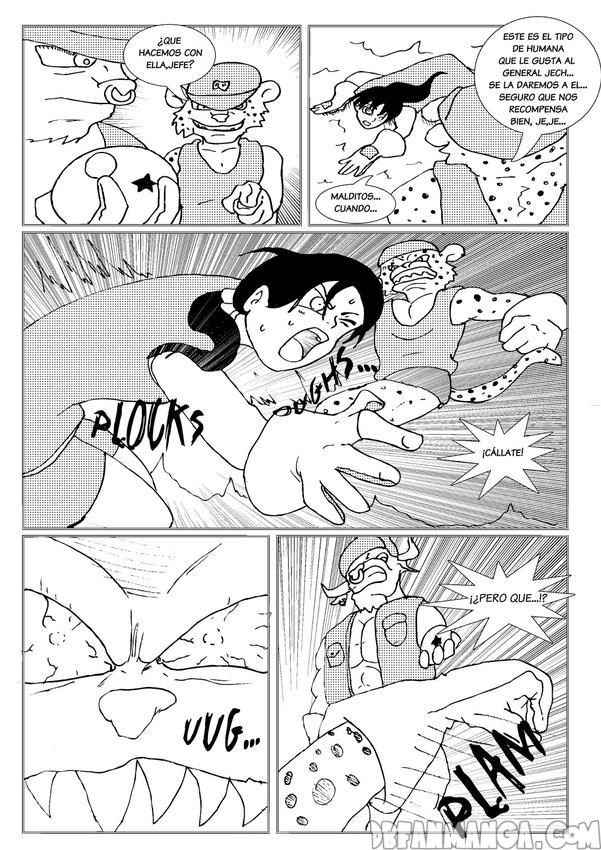 ¿QUE
HACEMOS CON
ELLA,JEFE?
ESTE ES EL TIPO
DE HUMANA
QUE LE GUSTA AL
GENERAL JECH...
SE LA DAREMOS A EL...
SEGURO QUE NOS
RECOMPENSA
BIEN, JE,JE...
MALDITOS...
CUANDO...
OUGHS...
PLOCKS
¡CÁLLATE!
UUG...
¡¿PERO QUE...!?
PLAM
DBFANMANGA.COM